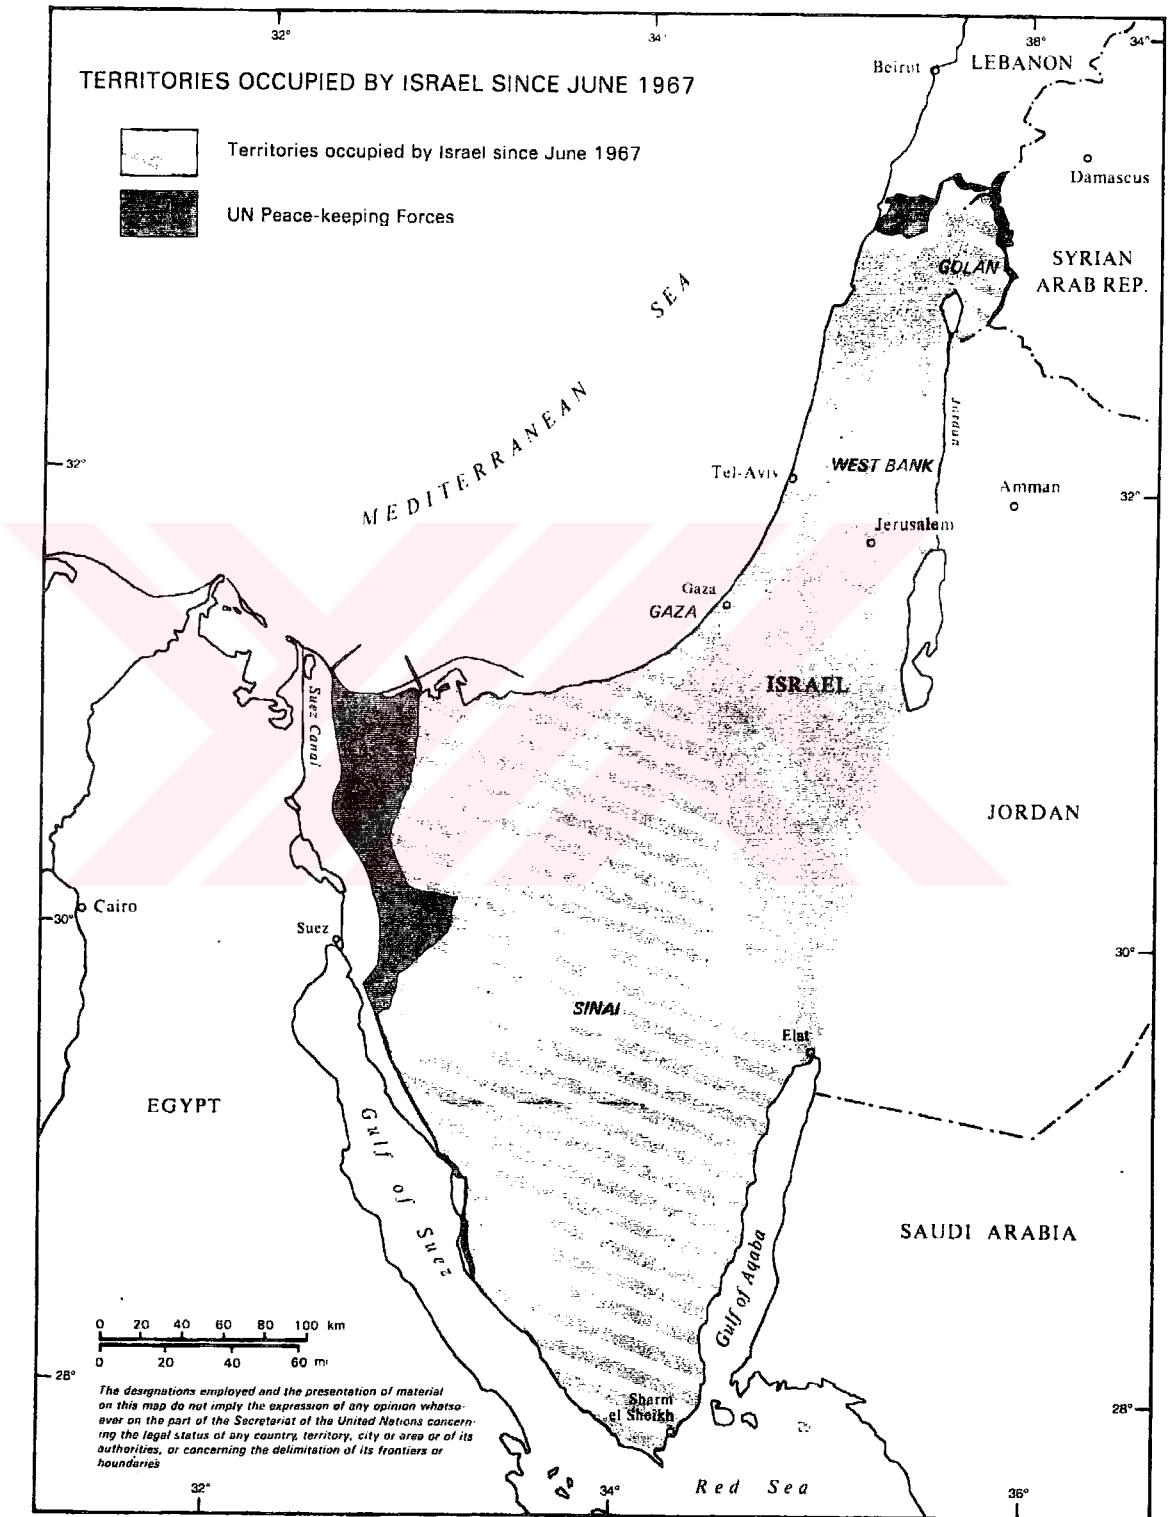 32°
34°
38°
34°
TERRITORIES OCCUPIED BY ISRAEL SINCE JUNE 1967
Territories occupied by Israel since June 1967
UN Peace-keeping Forces
Beirut
LEBANON
Damascus
SYRIAN
ARAB REP.
GOLAN
MEDITERRANEAN SEA
Jordan
32°
Tel-Aviv
WEST BANK
Amman
32°
Jerusalem
Gaza
GAZA
ISRAEL
Suez Canal
JORDAN
Cairo
30°
Suez
30°
SINAI
Elat
EGYPT
Gulf of Suez
SAUDI ARABIA
Gulf of Aqaba
0 20 40 60 80 100 km
0 20 40 60 mi
28°
The designations employed and the presentation of material
on this map do not imply the expression of any opinion whatso-
ever on the part of the Secretariat of the United Nations concern-
ing the legal status of any country, territory, city or area or of its
authorities, or concerning the delimitation of its frontiers or
boundaries
Sharm
el Sheikh
28°
Red Sea
32°
34°
36°